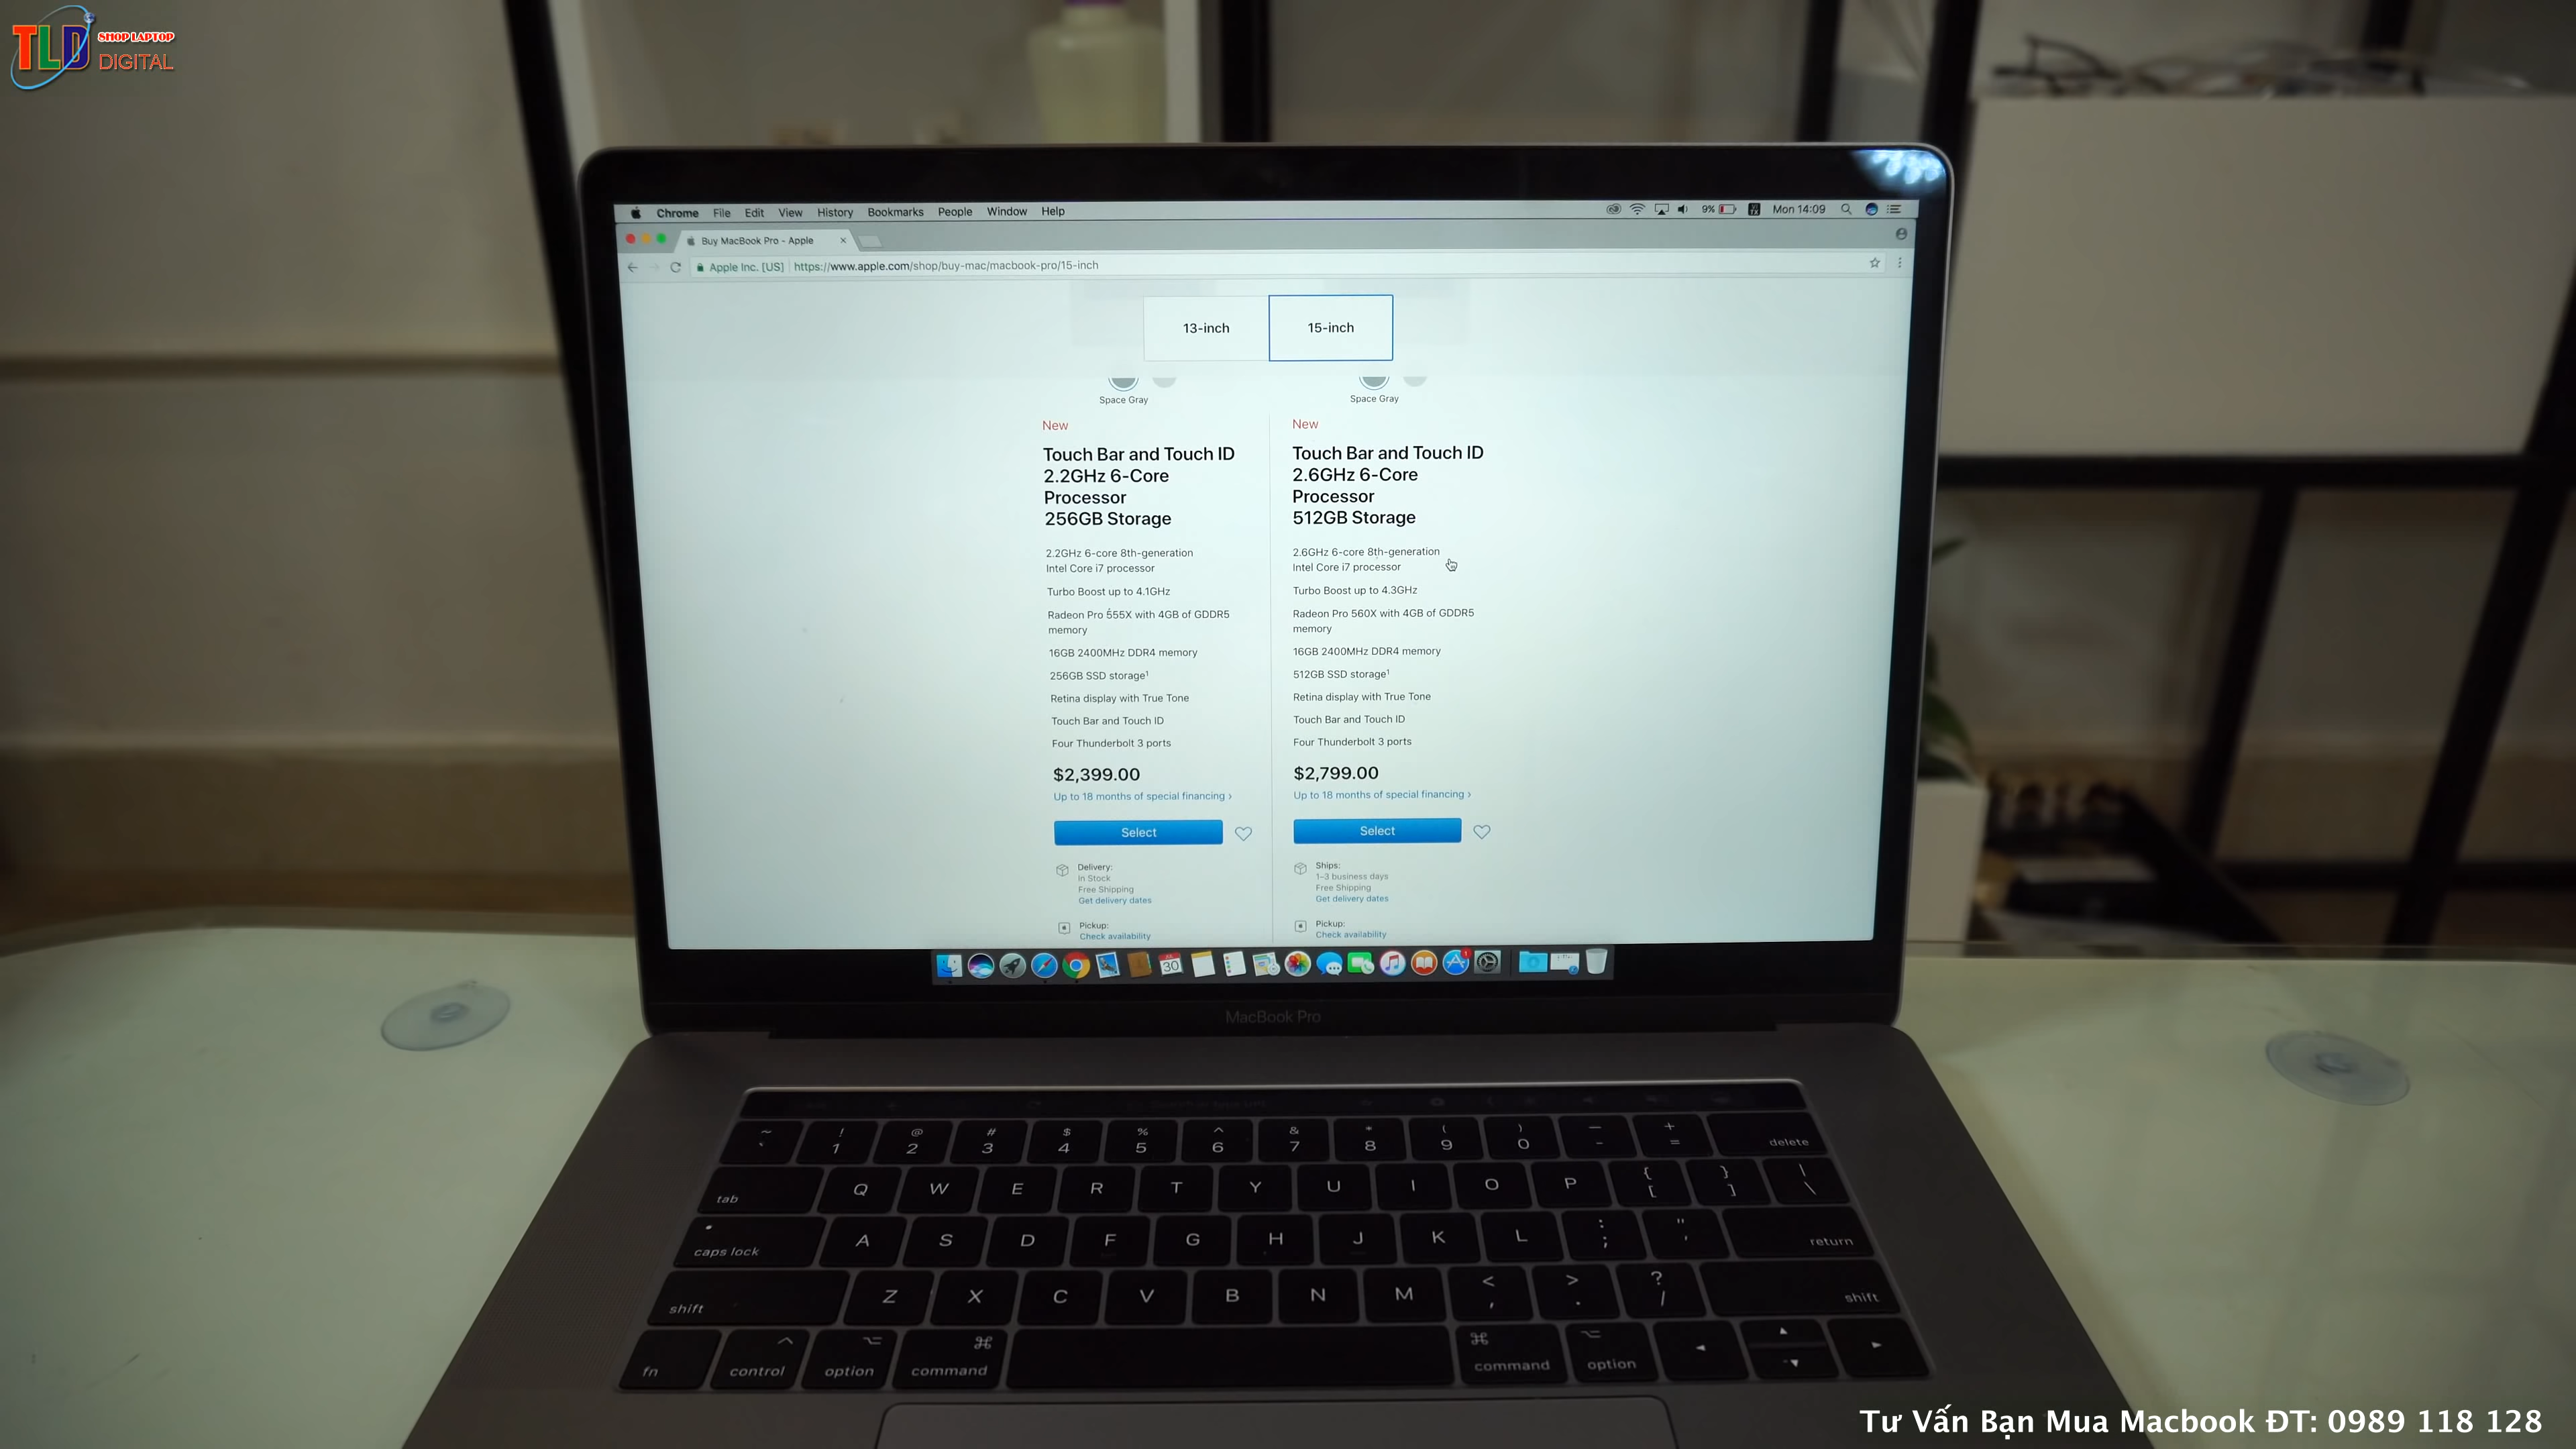 TLD SHOP LAPTOP
DIGITAL
Chrome File Edit View History Bookmarks People Window Help
9% Mon 14:09
Buy MacBook Pro - Apple
Apple Inc. [US] https://www.apple.com/shop/buy-mac/macbook-pro/15-inch
13-inch 15-inch
Space Gray
New
Touch Bar and Touch ID
2.2GHz 6-Core
Processor
256GB Storage
2.2GHz 6-core 8th-generation
Intel Core i7 processor
Turbo Boost up to 4.1GHz
Radeon Pro 555X with 4GB of GDDR5
memory
16GB 2400MHz DDR4 memory
256GB SSD storage¹
Retina display with True Tone
Touch Bar and Touch ID
Four Thunderbolt 3 ports
$2,399.00
Up to 18 months of special financing ›
Select
Delivery:
In Stock
Free Shipping
Get delivery dates
Pickup:
Check availability
Space Gray
New
Touch Bar and Touch ID
2.6GHz 6-Core
Processor
512GB Storage
2.6GHz 6-core 8th-generation
Intel Core i7 processor
Turbo Boost up to 4.3GHz
Radeon Pro 560X with 4GB of GDDR5
memory
16GB 2400MHz DDR4 memory
512GB SSD storage¹
Retina display with True Tone
Touch Bar and Touch ID
Four Thunderbolt 3 ports
$2,799.00
Up to 18 months of special financing ›
Select
Ships:
1–3 business days
Free Shipping
Get delivery dates
Pickup:
Check availability
30
MacBook Pro
~ ! @ # $ % ^ & * ( ) — +
` 1 2 3 4 5 6 7 8 9 0 - = delete
tab Q W E R T Y U I O P { [ } ] | \
caps lock A S D F G H J K L : ; " ' return
shift Z X C V B N M < , > . ? / shift
fn control ^ option ⌥ command ⌘ ⌘ command ⌥ option ◀ ▲ ▼ ▶
Tư Vấn Bạn Mua Macbook ĐT: 0989 118 128